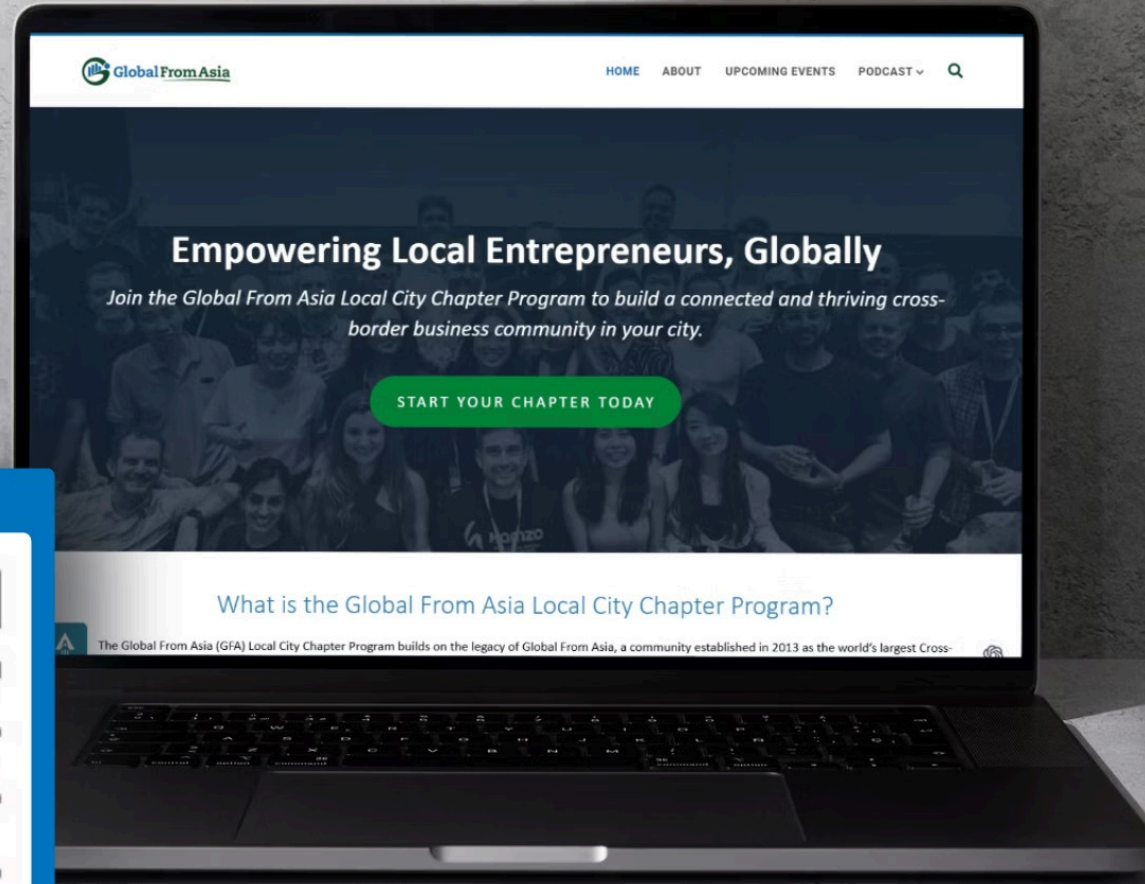 Global From Asia
HOME ABOUT UPCOMING EVENTS PODCAST
Empowering Local Entrepreneurs, Globally
Join the Global From Asia Local City Chapter Program to build a connected and thriving cross-
border business community in your city.
START YOUR CHAPTER TODAY
What is the Global From Asia Local City Chapter Program?
The Global From Asia (GFA) Local City Chapter Program builds on the legacy of Global From Asia, a community established in 2013 as the world's largest Cross-